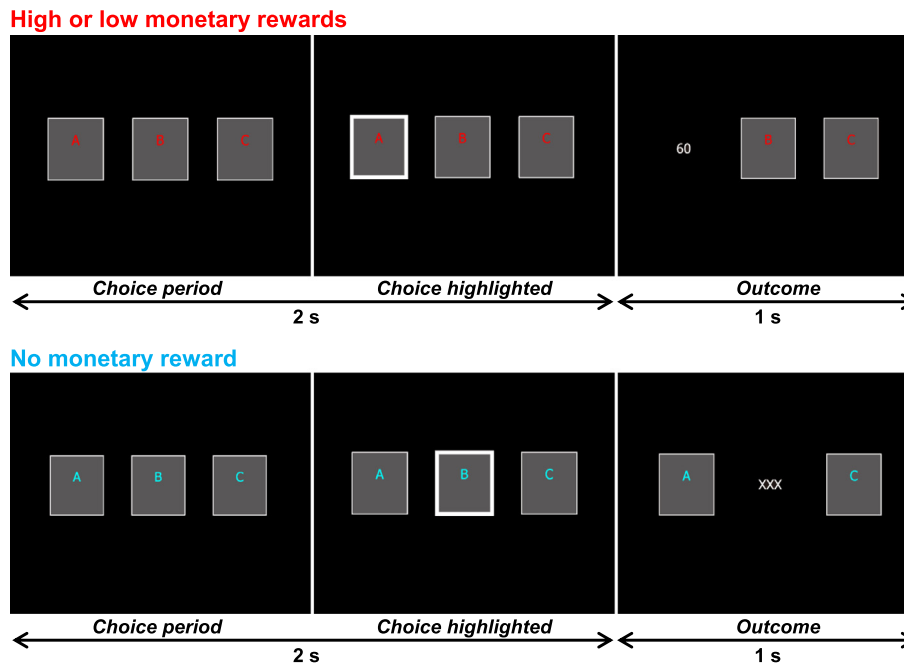 High or low monetary rewards
A B C A B C 60 B C
Choice period Choice highlighted Outcome
2 s 1 s
No monetary reward
A B C A B C A XXX C
Choice period Choice highlighted Outcome
2 s 1 s